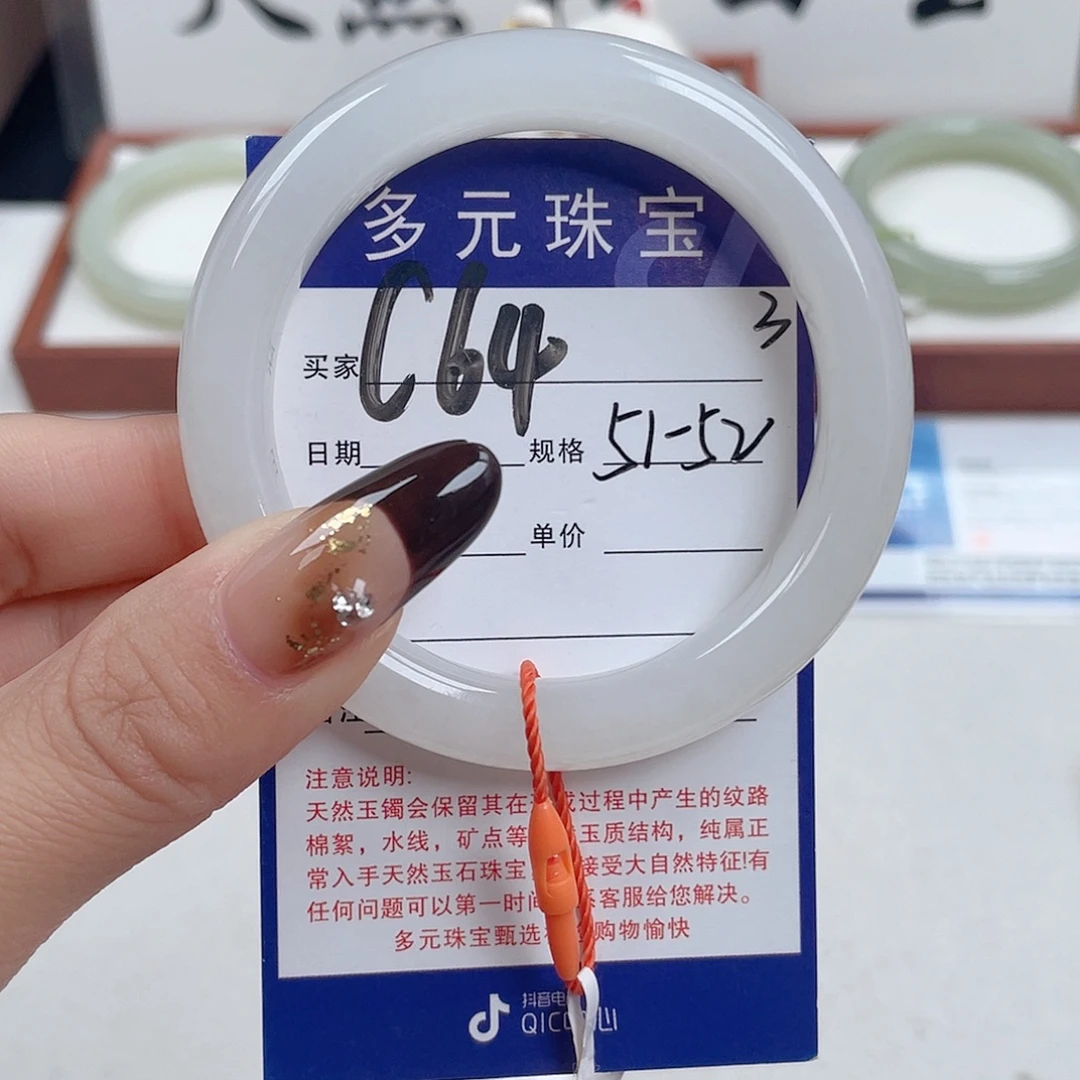 多元珠宝
3
买家 C64
日期 规格 51-52
单价
注意说明:
天然玉镯会保留其在 过程中产生的纹路
棉絮，水线，矿点等 玉质结构，纯属正
常入手天然玉石珠宝 接受大自然特征!有
任何问题可以第一时间 客服给您解决。
多元珠宝甄选 购物愉快
抖音电